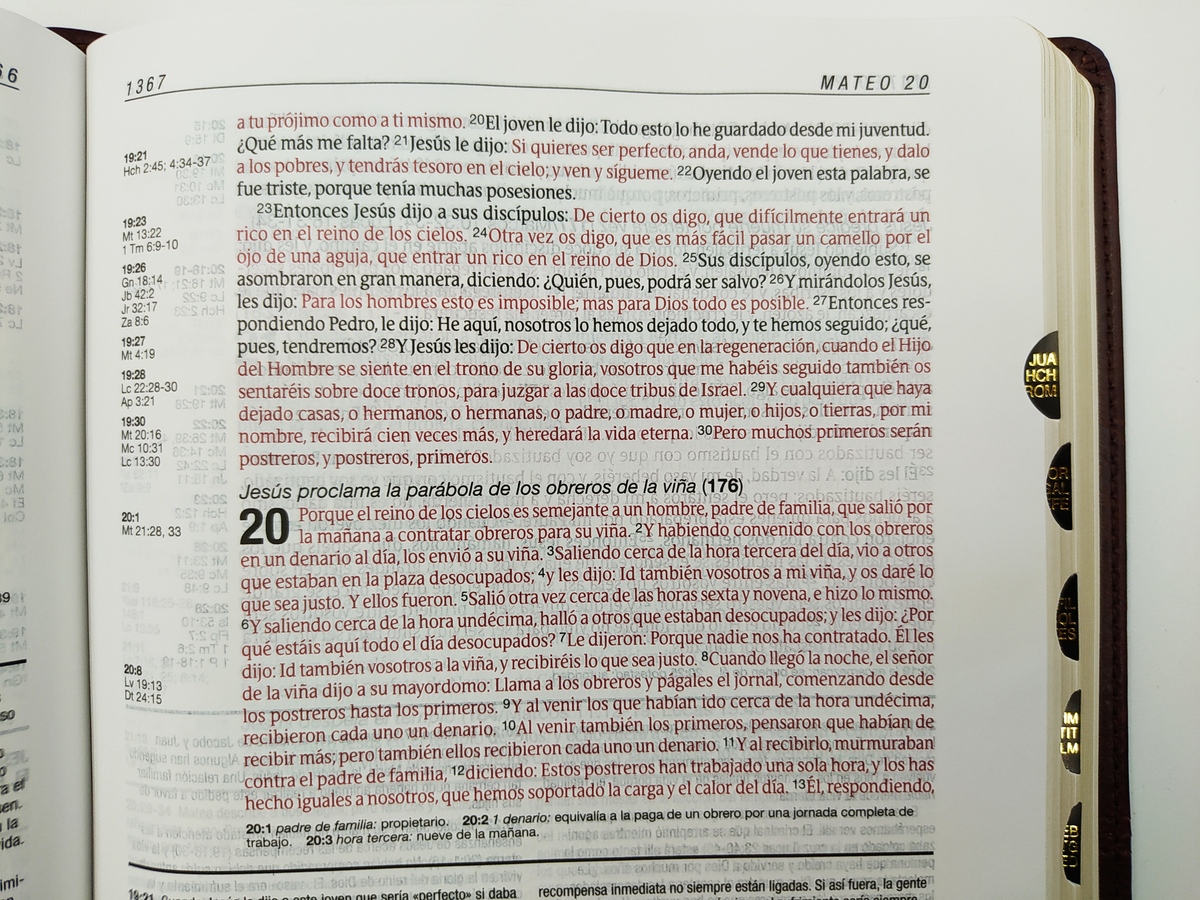 1367
MATEO 20
19:21
Hch 2:45; 4:34-37
19:23
Mt 13:22
1 Tm 6:9-10
19:26
Gn 18:14
Jb 42:2
Jr 32:17
Za 8:6
19:27
Mt 4:19
19:28
Lc 22:28-30
Ap 3:21
19:30
Mt 20:16
Mc 10:31
Lc 13:30
20:1
Mt 21:28, 33
20:8
Lv 19:13
Dt 24:15
a tu prójimo como a ti mismo. 20El joven le dijo: Todo esto lo he guardado desde mi juventud.
¿Qué más me falta? 21Jesús le dijo: Si quieres ser perfecto, anda, vende lo que tienes, y dalo
a los pobres, y tendrás tesoro en el cielo; y ven y sígueme. 22Oyendo el joven esta palabra, se
fue triste, porque tenía muchas posesiones.
23Entonces Jesús dijo a sus discípulos: De cierto os digo, que difícilmente entrará un
rico en el reino de los cielos. 24Otra vez os digo, que es más fácil pasar un camello por el
ojo de una aguja, que entrar un rico en el reino de Dios. 25Sus discípulos, oyendo esto, se
asombraron en gran manera, diciendo: ¿Quién, pues, podrá ser salvo? 26Y mirándolos Jesús,
les dijo: Para los hombres esto es imposible; mas para Dios todo es posible. 27Entonces res-
pondiendo Pedro, le dijo: He aquí, nosotros lo hemos dejado todo, y te hemos seguido; ¿qué,
pues, tendremos? 28Y Jesús les dijo: De cierto os digo que en la regeneración, cuando el Hijo
del Hombre se siente en el trono de su gloria, vosotros que me habéis seguido también os
sentaréis sobre doce tronos, para juzgar a las doce tribus de Israel. 29Y cualquiera que haya
dejado casas, o hermanos, o hermanas, o padre, o madre, o mujer, o hijos, o tierras, por mi
nombre, recibirá cien veces más, y heredará la vida eterna. 30Pero muchos primeros serán
postreros, y postreros, primeros.
Jesús proclama la parábola de los obreros de la viña (176)
20 Porque el reino de los cielos es semejante a un hombre, padre de familia, que salió por
la mañana a contratar obreros para su viña. 2Y habiendo convenido con los obreros
en un denario al día, los envió a su viña. 3Saliendo cerca de la hora tercera del día, vio a otros
que estaban en la plaza desocupados; 4y les dijo: Id también vosotros a mi viña, y os daré lo
que sea justo. Y ellos fueron. 5Salió otra vez cerca de las horas sexta y novena, e hizo lo mismo.
6Y saliendo cerca de la hora undécima, halló a otros que estaban desocupados; y les dijo: ¿Por
qué estáis aquí todo el día desocupados? 7Le dijeron: Porque nadie nos ha contratado. Él les
dijo: Id también vosotros a la viña, y recibiréis lo que sea justo. 8Cuando llegó la noche, el señor
de la viña dijo a su mayordomo: Llama a los obreros y págales el jornal, comenzando desde
los postreros hasta los primeros. 9Y al venir los que habían ido cerca de la hora undécima,
recibieron cada uno un denario. 10Al venir también los primeros, pensaron que habían de
recibir más; pero también ellos recibieron cada uno un denario. 11Y al recibirlo, murmuraban
contra el padre de familia, 12diciendo: Estos postreros han trabajado una sola hora, y los has
hecho iguales a nosotros, que hemos soportado la carga y el calor del día. 13Él, respondiendo,
20:1 padre de familia: propietario. 20:2 1 denario; equivalía a la paga de un obrero por una jornada completa de
trabajo. 20:3 hora tercera: nueve de la mañana.
19:21 dijo a este joven que sería «perfecto» si daba
recompensa inmediata no siempre están ligadas. Si así fuera, la gente
JUA
HCH
ROM